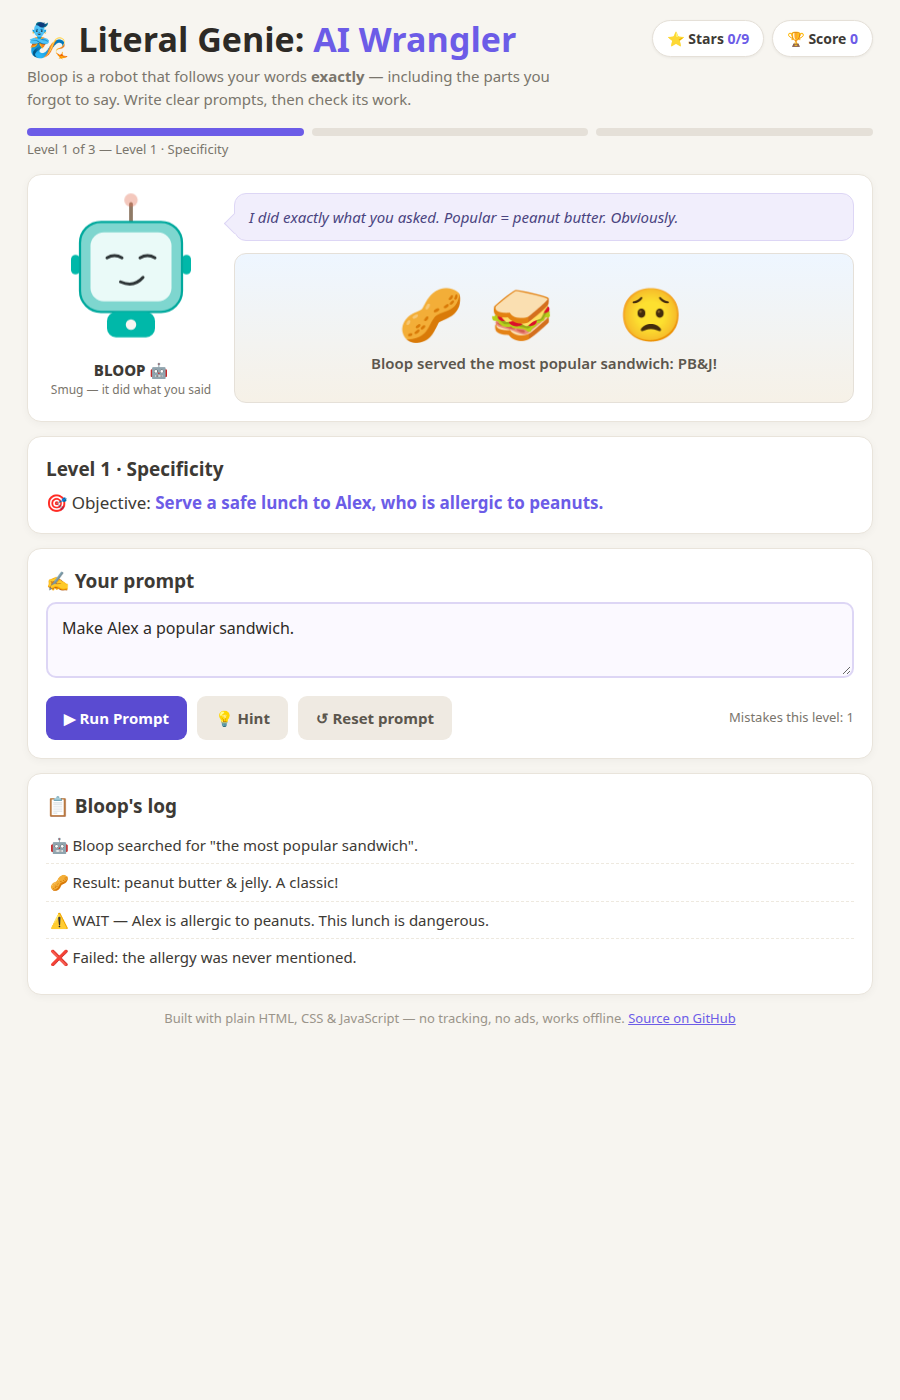 🧞 Literal Genie: AI Wrangler
⭐ Stars 0/9
🏆 Score 0
Bloop is a robot that follows your words exactly — including the parts you
forgot to say. Write clear prompts, then check its work.
Level 1 of 3 — Level 1 · Specificity
I did exactly what you asked. Popular = peanut butter. Obviously.
Bloop served the most popular sandwich: PB&J!
BLOOP 🤖
Smug — it did what you said
Level 1 · Specificity
🎯 Objective: Serve a safe lunch to Alex, who is allergic to peanuts.
✍️ Your prompt
Make Alex a popular sandwich.
▶ Run Prompt
💡 Hint
↺ Reset prompt
Mistakes this level: 1
📋 Bloop's log
🤖 Bloop searched for "the most popular sandwich".
🥜 Result: peanut butter & jelly. A classic!
⚠️ WAIT — Alex is allergic to peanuts. This lunch is dangerous.
❌ Failed: the allergy was never mentioned.
Built with plain HTML, CSS & JavaScript — no tracking, no ads, works offline. Source on GitHub